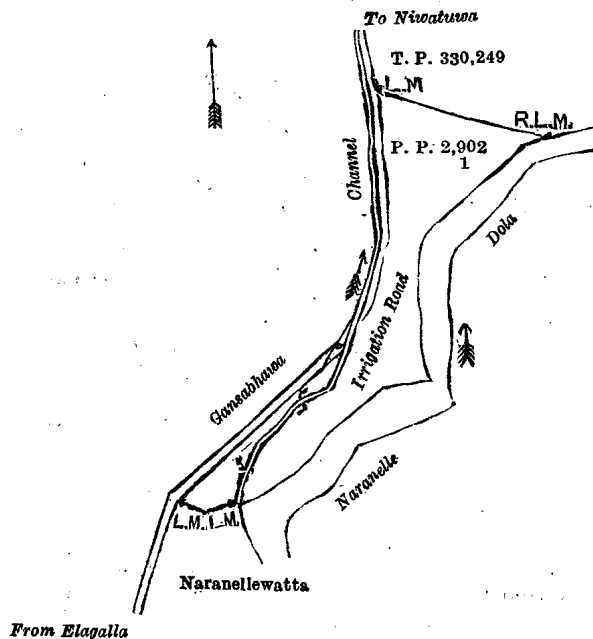 To Niwatuwa
T. P. 330,249
L.M
R.L.M.
P. P. 2,902
1
Channel
Dola
Irrigation Road
Gansabhawa
Naranelle
L.M. L.M.
Naranellewatta
From Elagalla